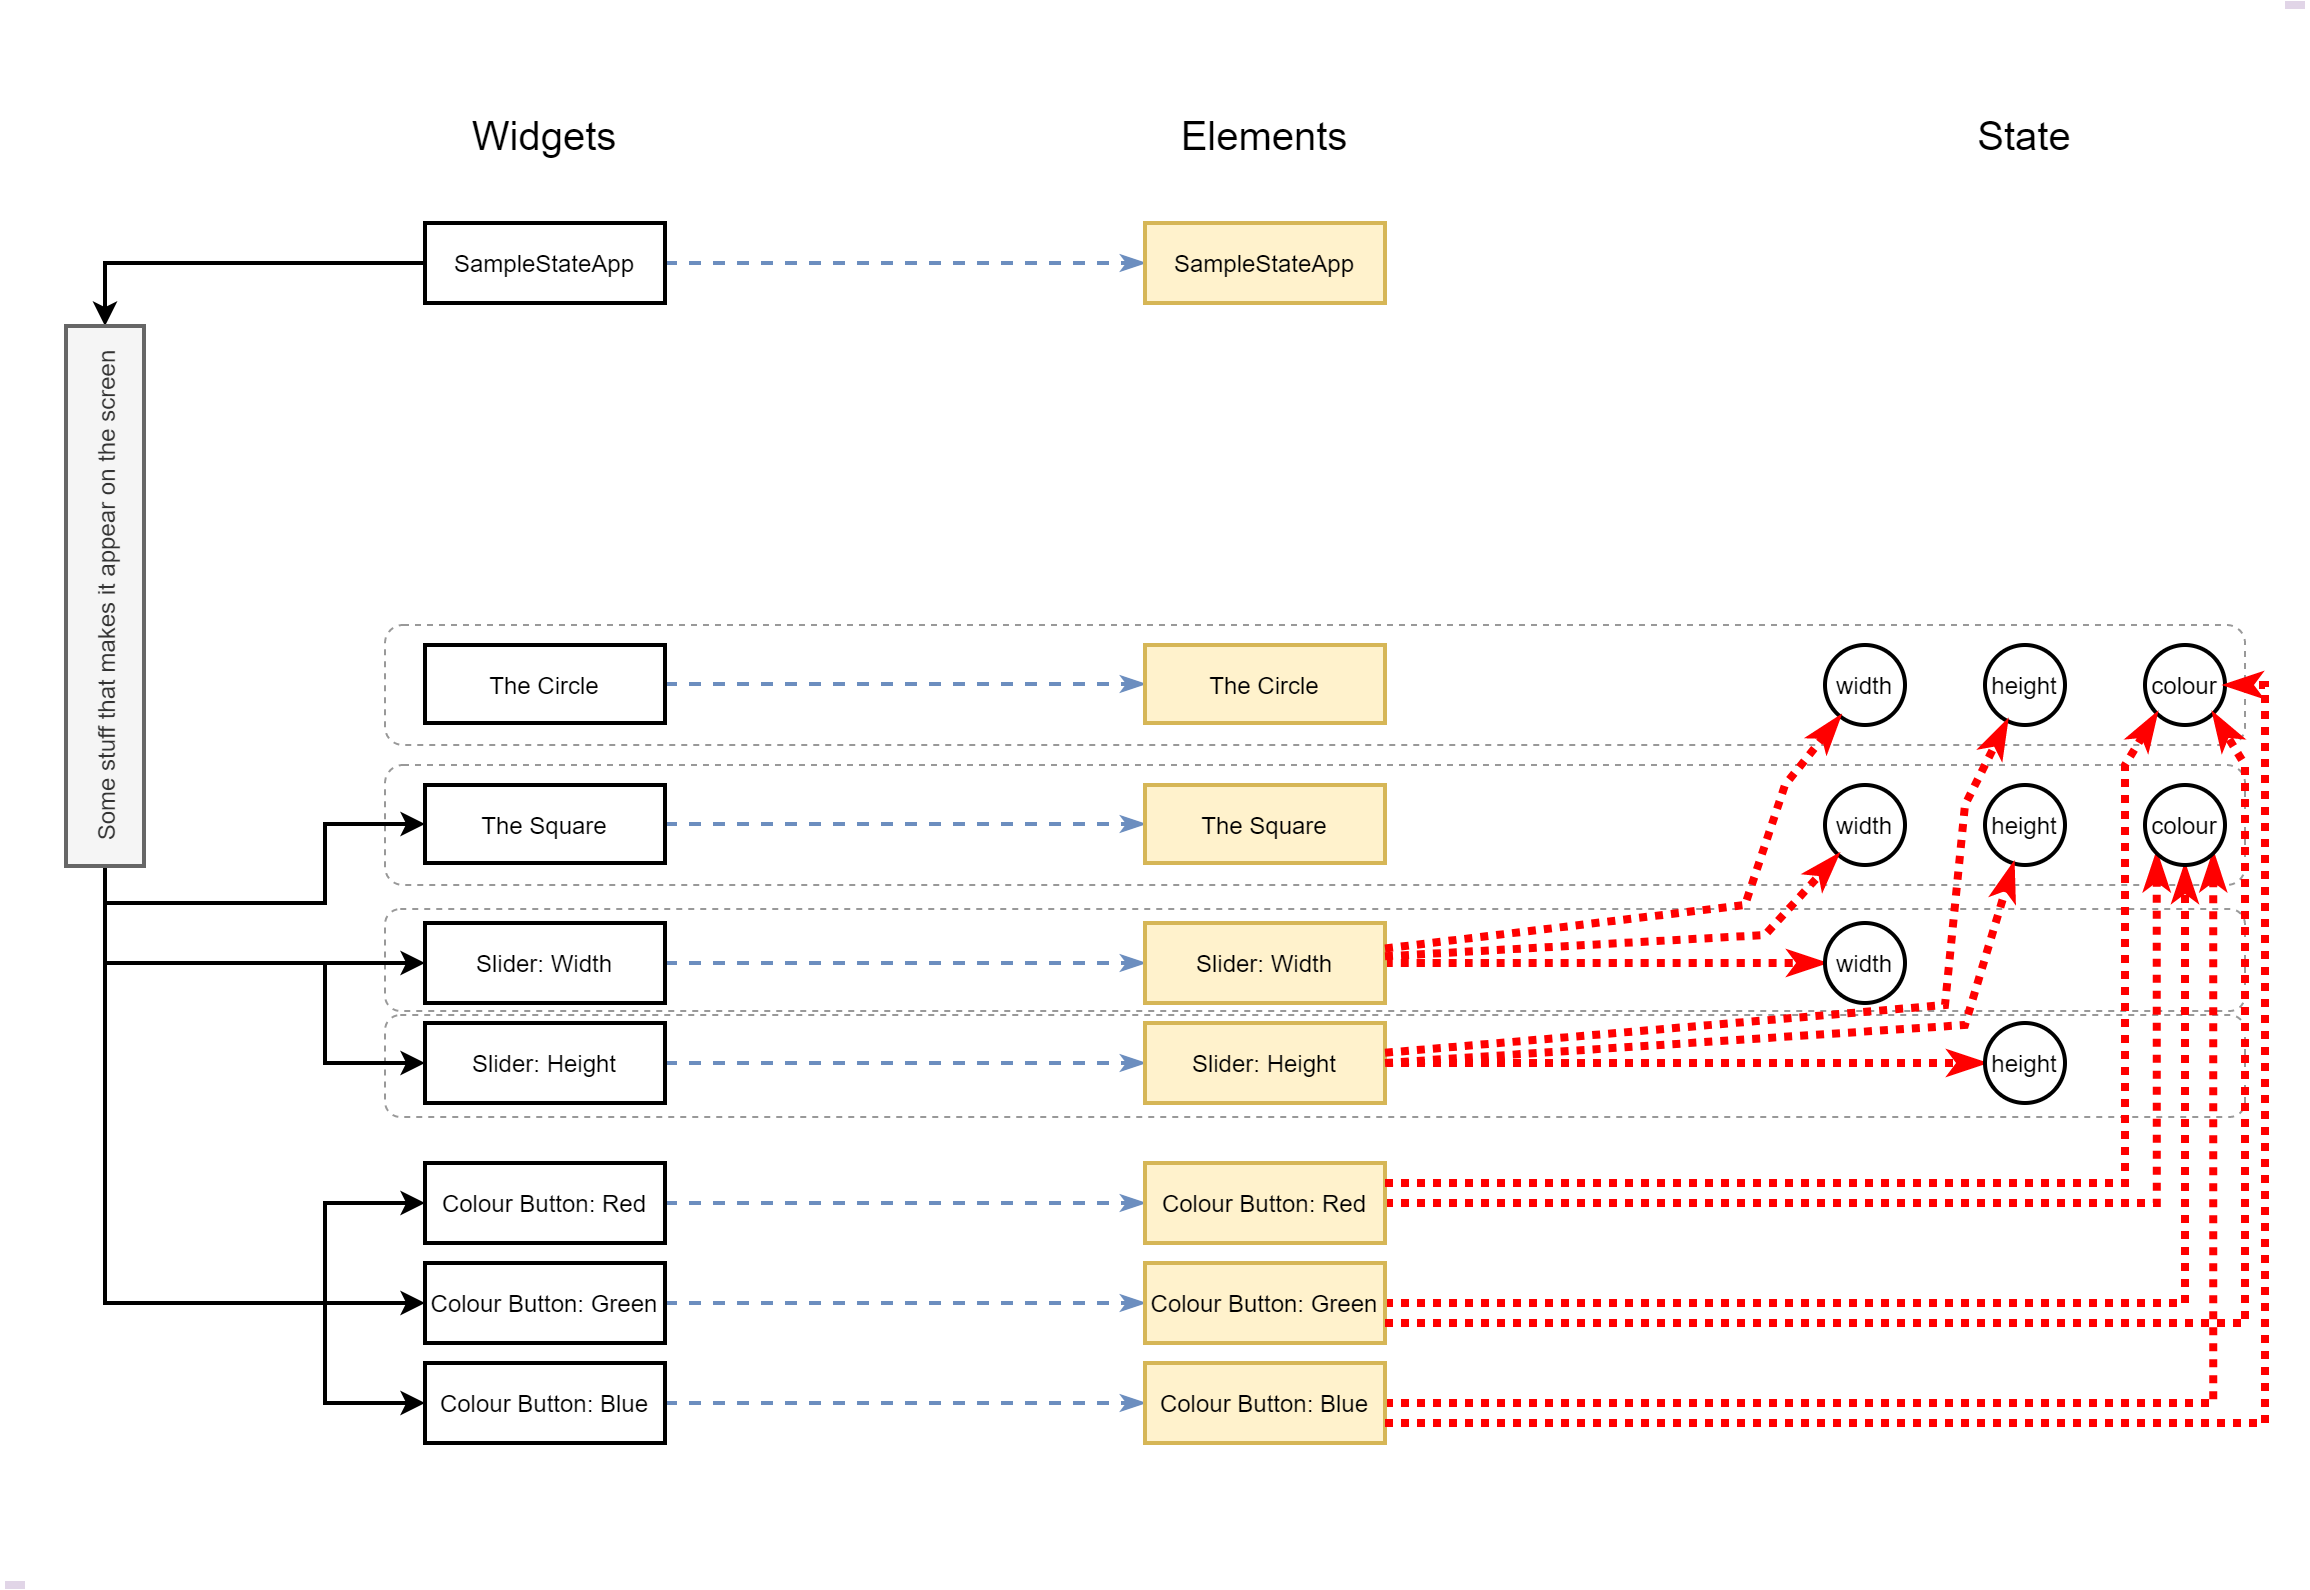 Widgets
Elements
State
SampleStateApp
SampleStateApp
Some stuff that makes it appear on the screen
The Circle
The Circle
width
height
colour
The Square
The Square
width
height
colour
Slider: Width
Slider: Width
width
Slider: Height
Slider: Height
height
Colour Button: Red
Colour Button: Red
Colour Button: Green
Colour Button: Green
Colour Button: Blue
Colour Button: Blue